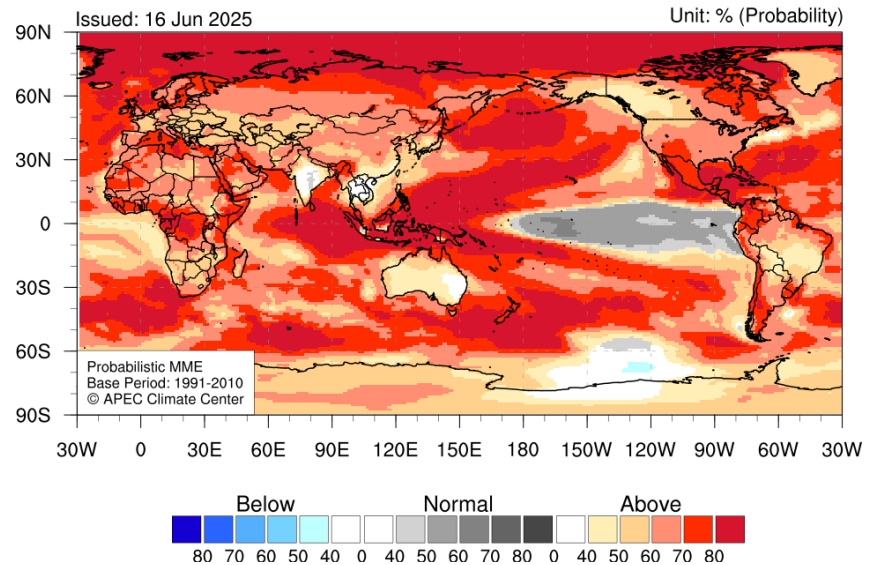 Issued: 16 Jun 2025 Unit: % (Probability)
90N
60N
30N
0
30S
60S
90S
Probabilistic MME
Base Period: 1991-2010
© APEC Climate Center
30W 0 30E 60E 90E 120E 150E 180 150W 120W 90W 60W 30W
Below Normal Above
80 70 60 50 40 0 40 50 60 70 80 0 40 50 60 70 80